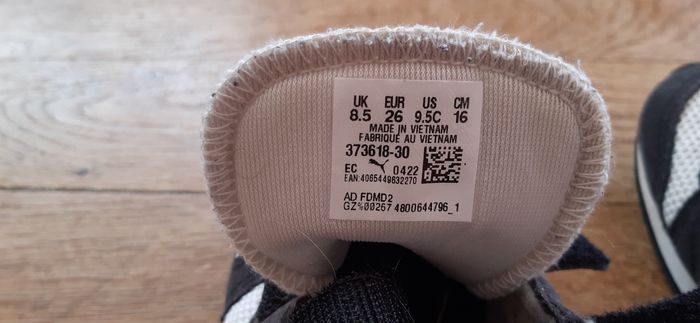 UK EUR US CM
8.5 26 9.5C 16
MADE IN VIETNAM
FABRIQUÉ AU VIETNAM
373618-30
EC 0422
EAN:4065449632270
AD FDMD2
GZ%00267 4800644796_1